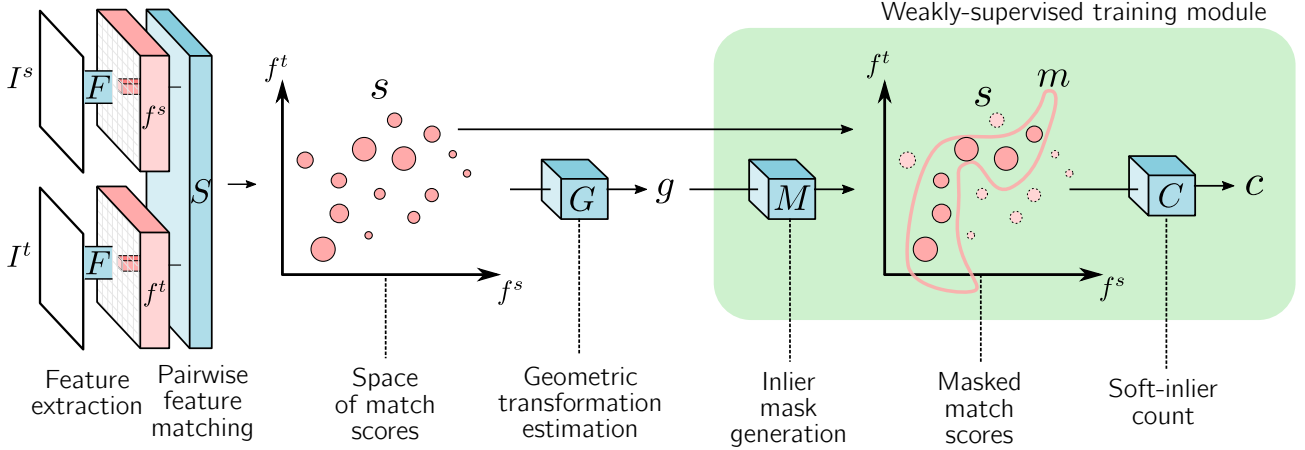 Weakly-supervised training module
I^s
F
f^s
I^t
F
f^t
S
f^t
s
f^s
G
g
M
f^t
s
m
f^s
C
c
Feature
extraction
Pairwise
feature
matching
Space
of match
scores
Geometric
transformation
estimation
Inlier
mask
generation
Masked
match
scores
Soft-inlier
count